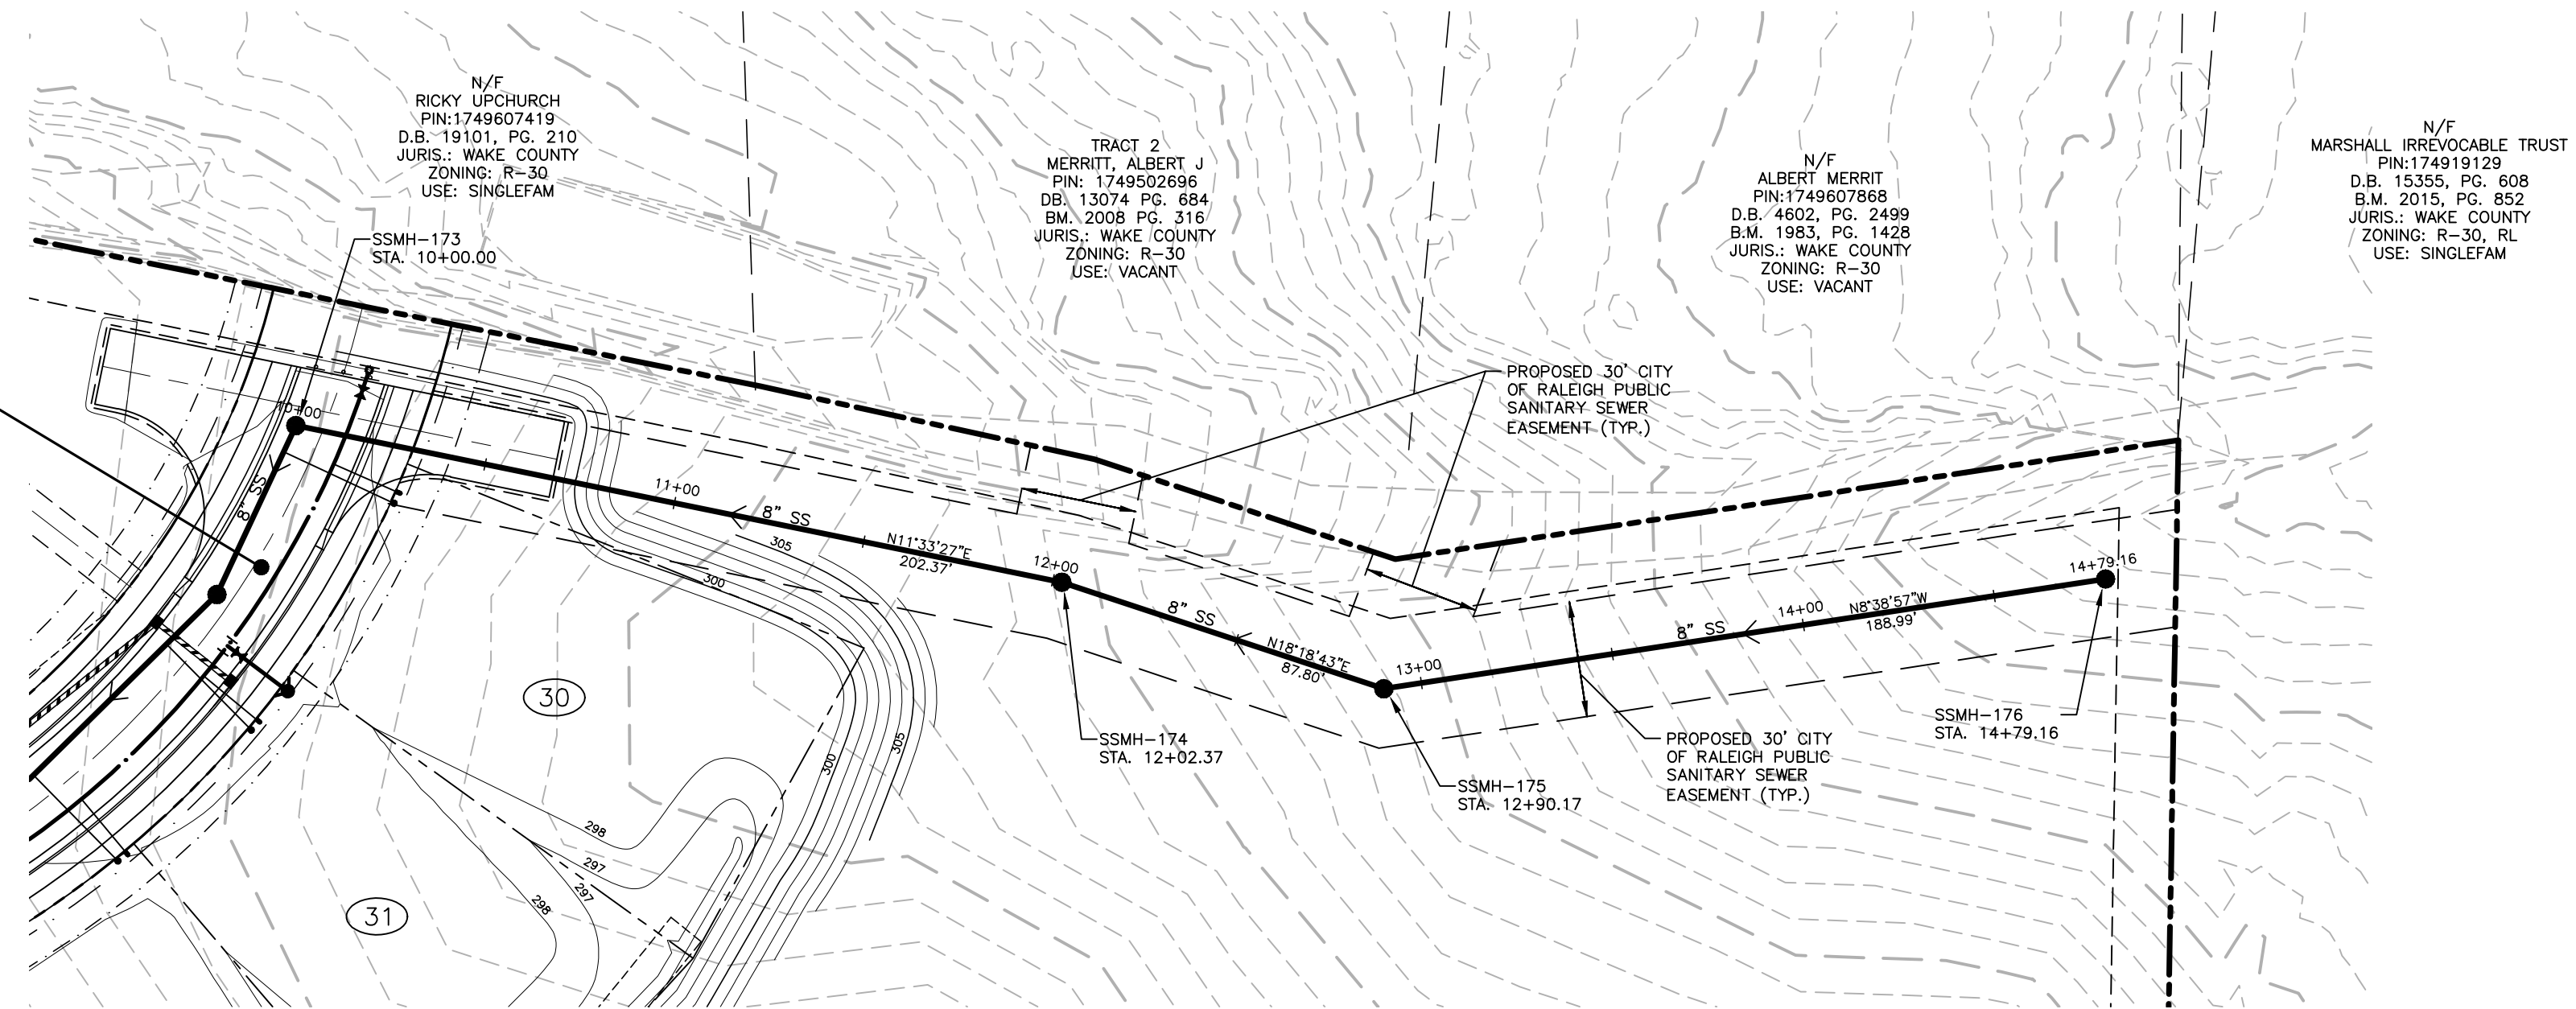 N/F
RICKY UPCHURCH
PIN:1749607419
D.B. 19101, PG. 210
JURIS.: WAKE COUNTY
ZONING: R-30
USE: SINGLEFAM
TRACT 2
MERRITT, ALBERT J
PIN: 1749502696
DB. 13074 PG. 684
BM. 2008 PG. 316
JURIS.: WAKE COUNTY
ZONING: R-30
USE: VACANT
N/F
ALBERT MERRIT
PIN:1749607868
D.B. 4602, PG. 2499
B.M. 1983, PG. 1428
JURIS.: WAKE COUNTY
ZONING: R-30
USE: VACANT
N/F
MARSHALL IRREVOCABLE TRUST
PIN:174919129
D.B. 15355, PG. 608
B.M. 2015, PG. 852
JURIS.: WAKE COUNTY
ZONING: R-30, RL
USE: SINGLEFAM
SSMH-173
STA. 10+00.00
PROPOSED 30' CITY
OF RALEIGH PUBLIC
SANITARY SEWER
EASEMENT (TYP.)
10+00
8" SS
11+00
8" SS
305
N11°33'27"E
202.37'
12+00
300
8" SS
N18°18'43"E
87.80'
13+00
8" SS
14+00
N8°38'57"W
188.99'
14+79.16
30
SSMH-174
STA. 12+02.37
SSMH-175
STA. 12+90.17
PROPOSED 30' CITY
OF RALEIGH PUBLIC
SANITARY SEWER
EASEMENT (TYP.)
SSMH-176
STA. 14+79.16
305
300
298
297
297
298
31